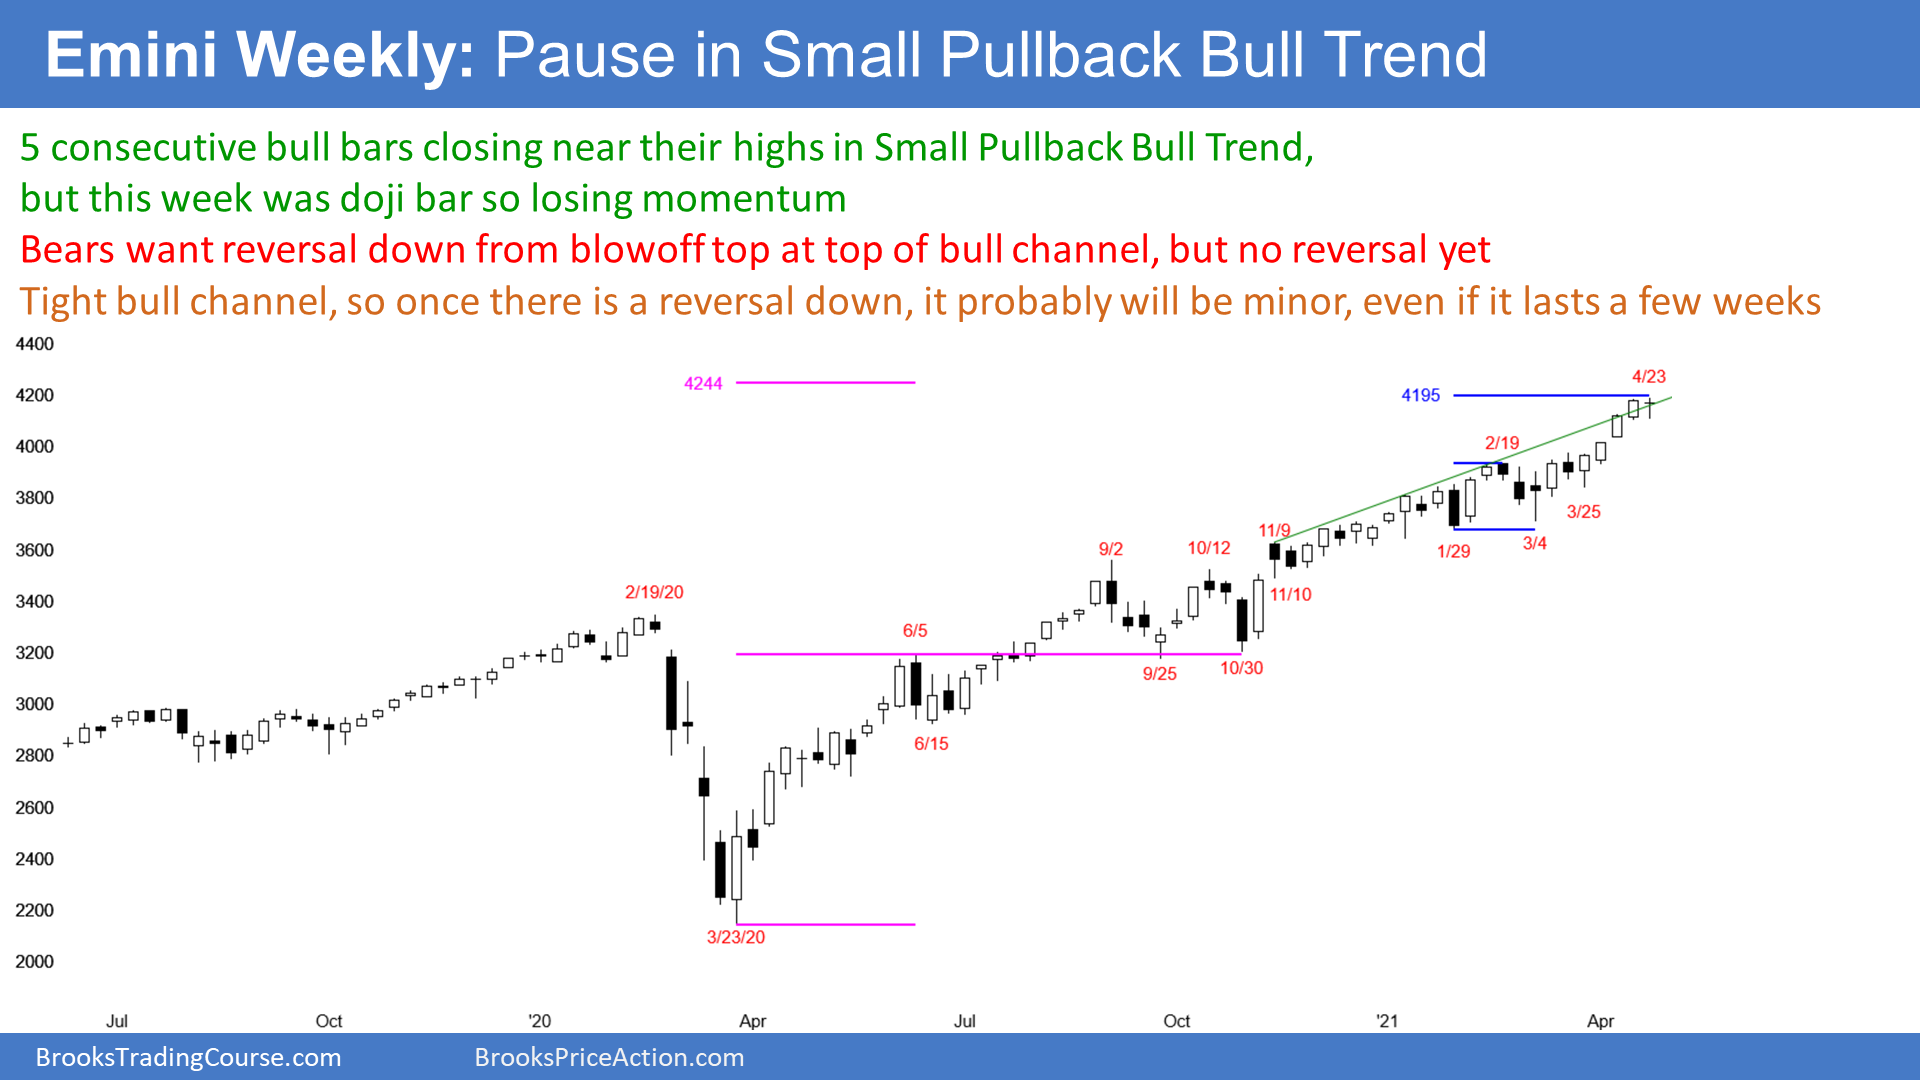 Emini Weekly: Pause in Small Pullback Bull Trend
5 consecutive bull bars closing near their highs in Small Pullback Bull Trend,
but this week was doji bar so losing momentum
Bears want reversal down from blowoff top at top of bull channel, but no reversal yet
Tight bull channel, so once there is a reversal down, it probably will be minor, even if it lasts a few weeks
4400
4244
4/23
4200
4195
2/19
4000
3800
3/25
11/9
3600
9/2
10/12
1/29
3/4
3400
2/19/20
11/10
6/5
3200
9/25
10/30
3000
6/15
2800
2600
2400
2200
3/23/20
2000
Jul
Oct
'20
Apr
Jul
Oct
'21
Apr
BrooksTradingCourse.com
BrooksPriceAction.com